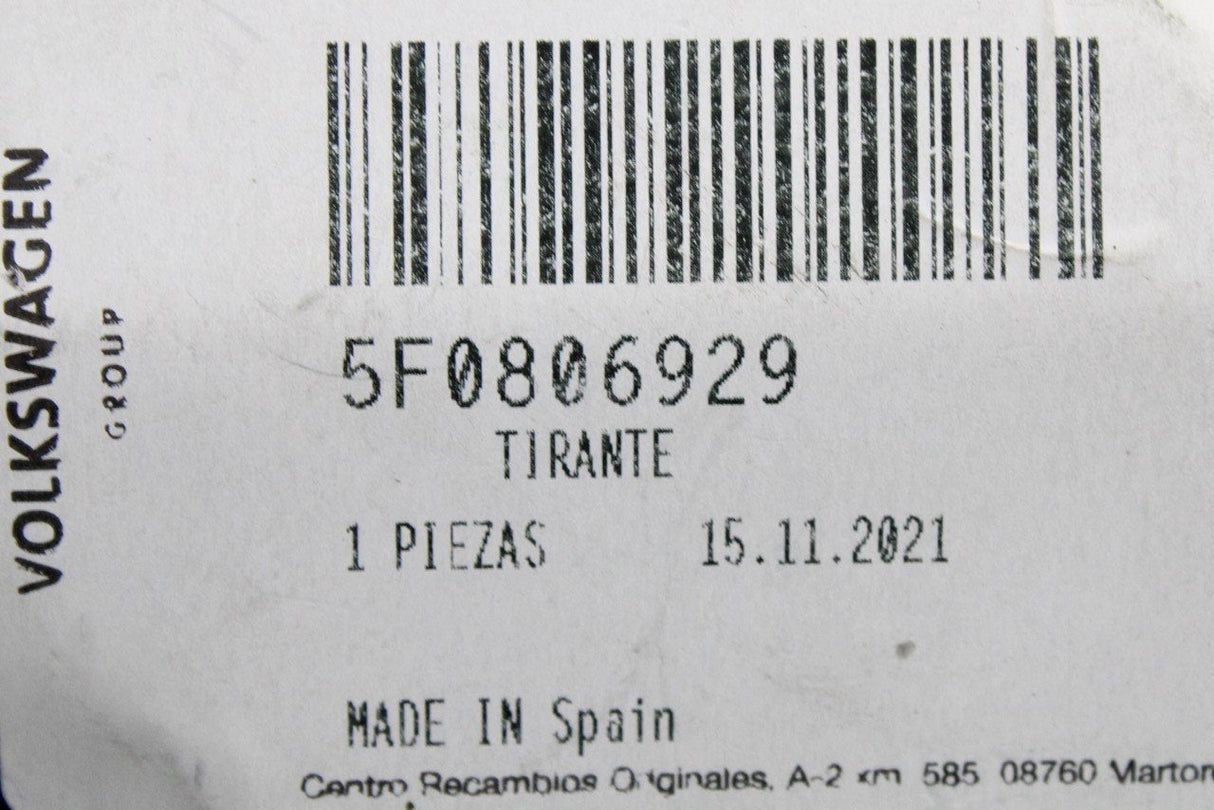 VOLKSWAGEN
GROUP
5F0806929
TIRANTE
1 PIEZAS 15.11.2021
MADE IN Spain
Centro Recambios Originales, A-2 km 585 08760